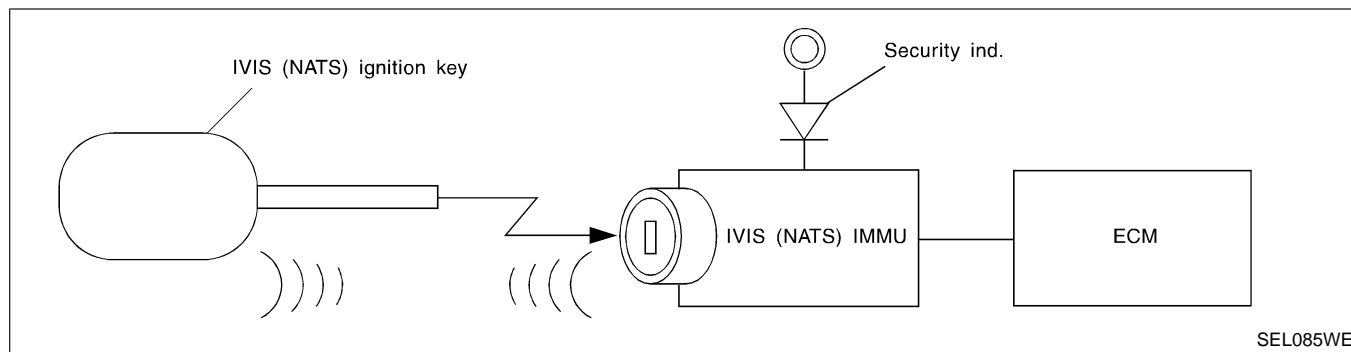 IVIS (NATS) ignition key
Security ind.
IVIS (NATS) IMMU
ECM
SEL085WE